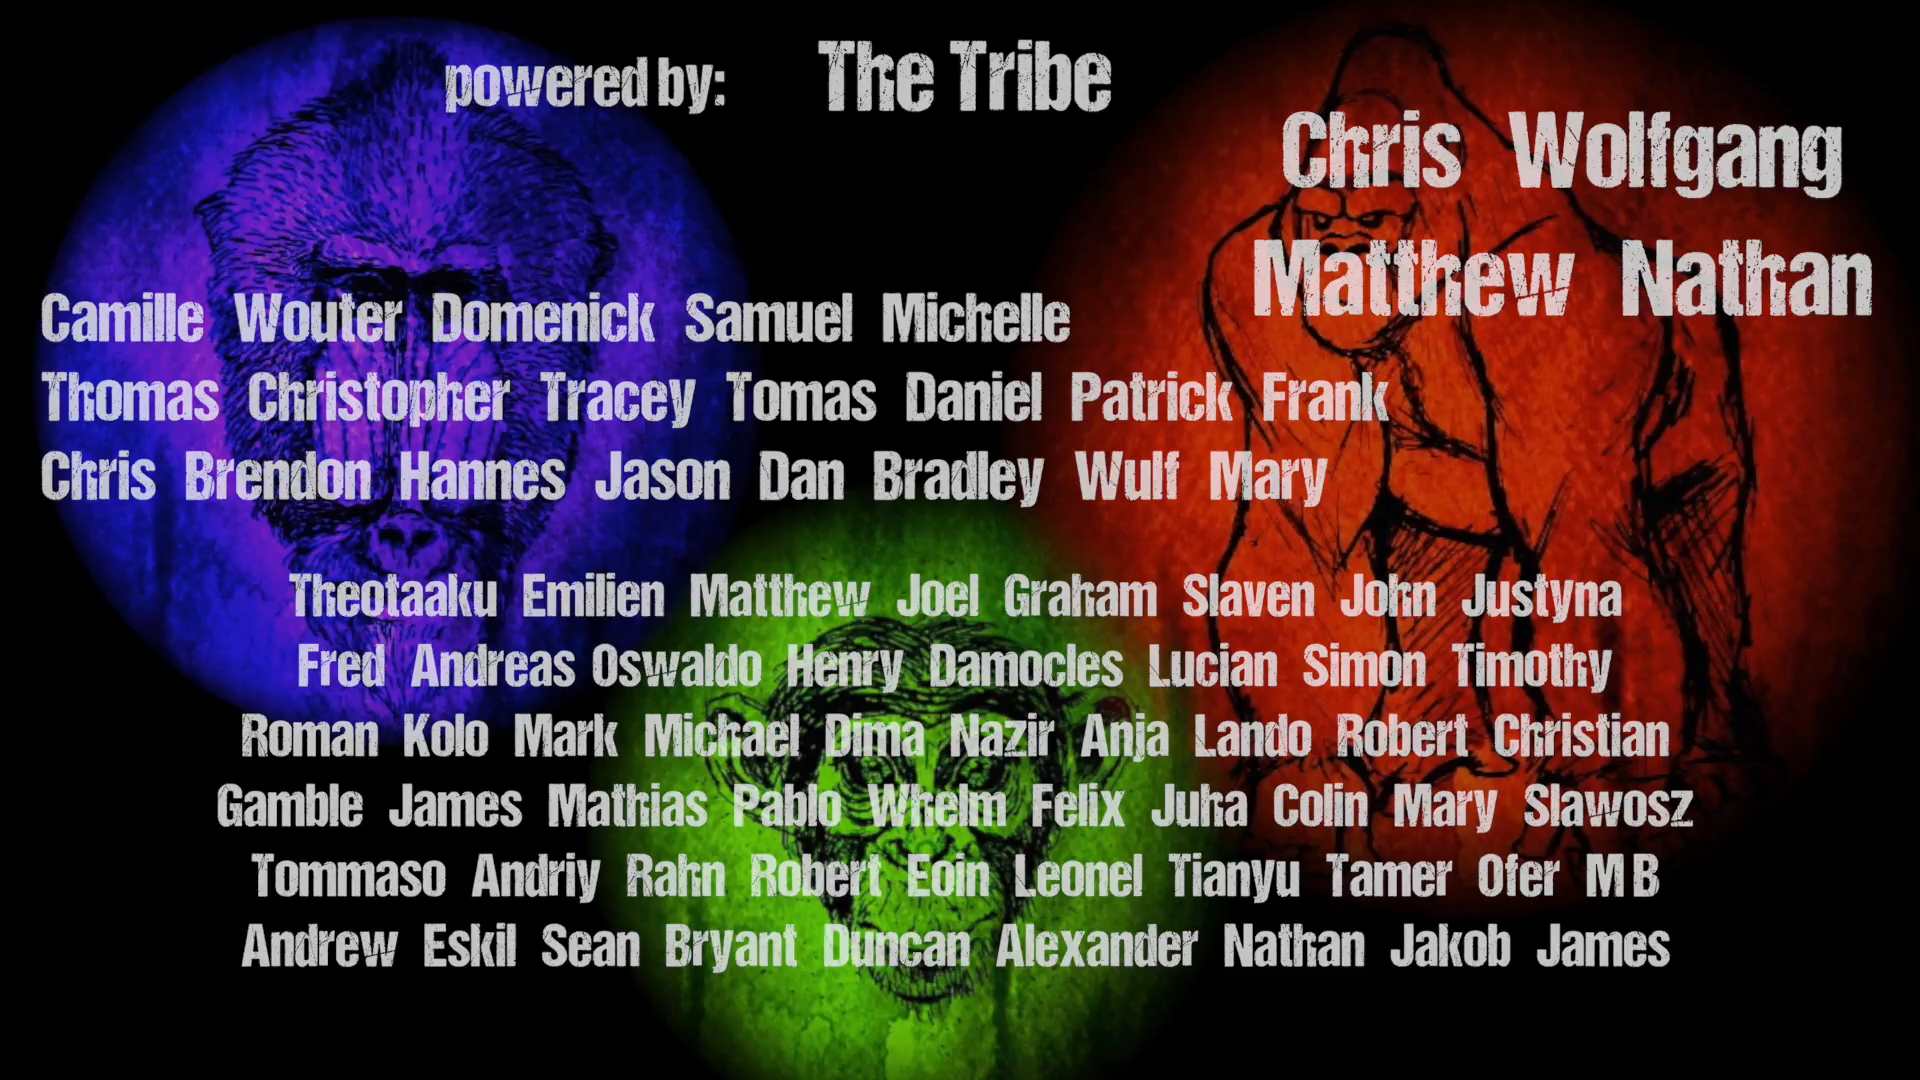 powered by: The Tribe
Chris Wolfgang
Matthew Nathan
Camille Wouter Domenick Samuel Michelle
Thomas Christopher Tracey Tomas Daniel Patrick Frank
Chris Brendon Hannes Jason Dan Bradley Wulf Mary
Theotaaku Emilien Matthew Joel Graham Slaven John Justyna
Fred Andreas Oswaldo Henry Damocles Lucian Simon Timothy
Roman Kolo Mark Michael Dima Nazir Anja Lando Robert Christian
Gamble James Mathias Pablo Whelm Felix Juha Colin Mary Slawosz
Tommaso Andriy Rahn Robert Eoin Leonel Tianyu Tamer Ofer M B
Andrew Eskil Sean Bryant Duncan Alexander Nathan Jakob James